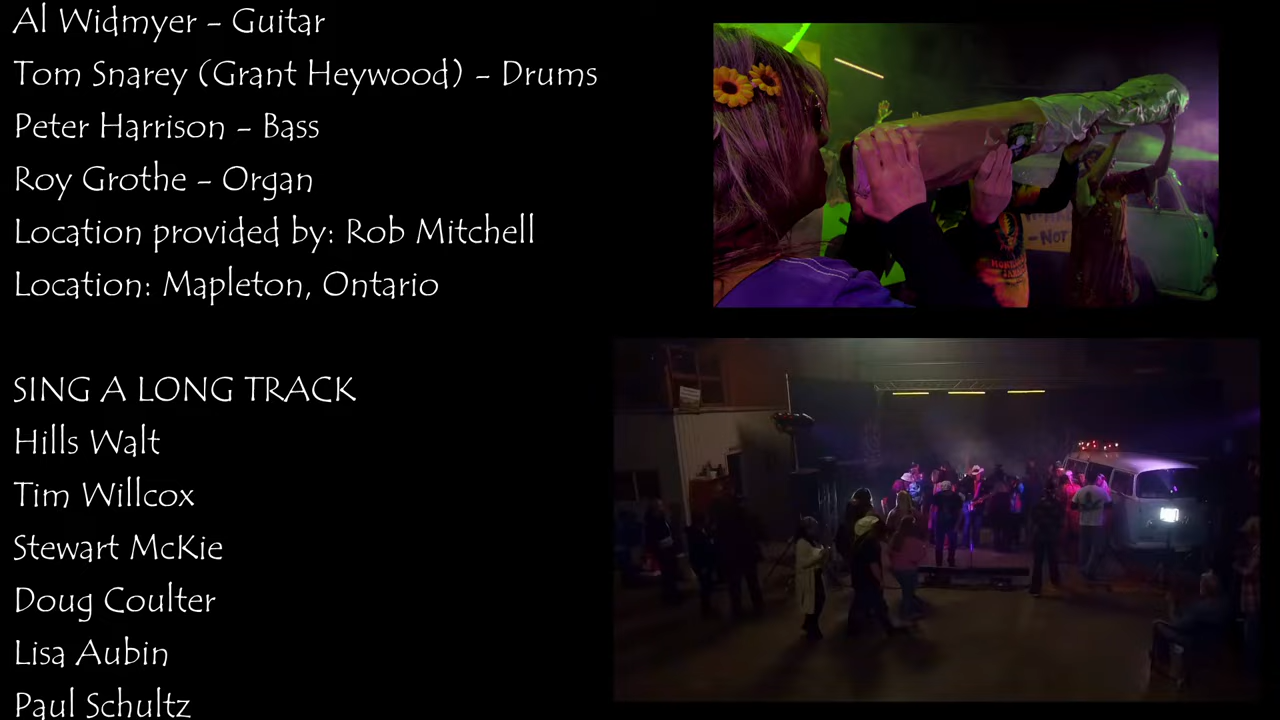 Al Widmyer – Guitar
Tom Snarey (Grant Heywood) – Drums
Peter Harrison – Bass
Roy Grothe – Organ
Location provided by: Rob Mitchell
Location: Mapleton, Ontario
SING A LONG TRACK
Hills Walt
Tim Willcox
Stewart McKie
Doug Coulter
Lisa Aubin
Paul Schultz
– NOT